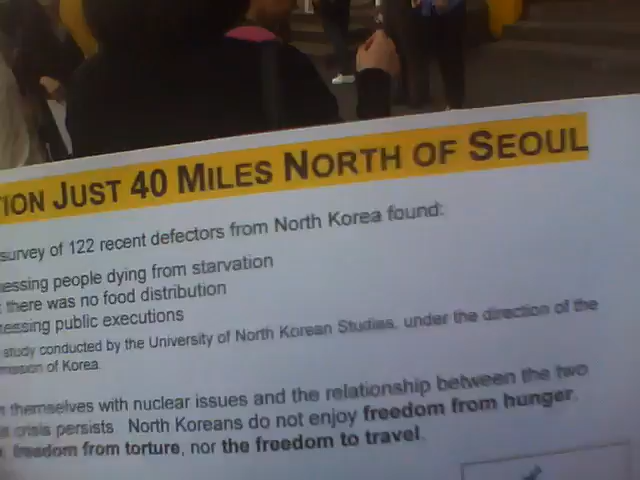 TION JUST 40 MILES NORTH OF SEOUL
survey of 122 recent defectors from North Korea found:
essing people dying from starvation
there was no food distribution
essing public executions
study conducted by the University of North Korean Studies, under the direction of the
mission of Korea.
themselves with nuclear issues and the relationship between the two
crisis persists North Koreans do not enjoy freedom from hunger,
freedom from torture, nor the freedom to travel.